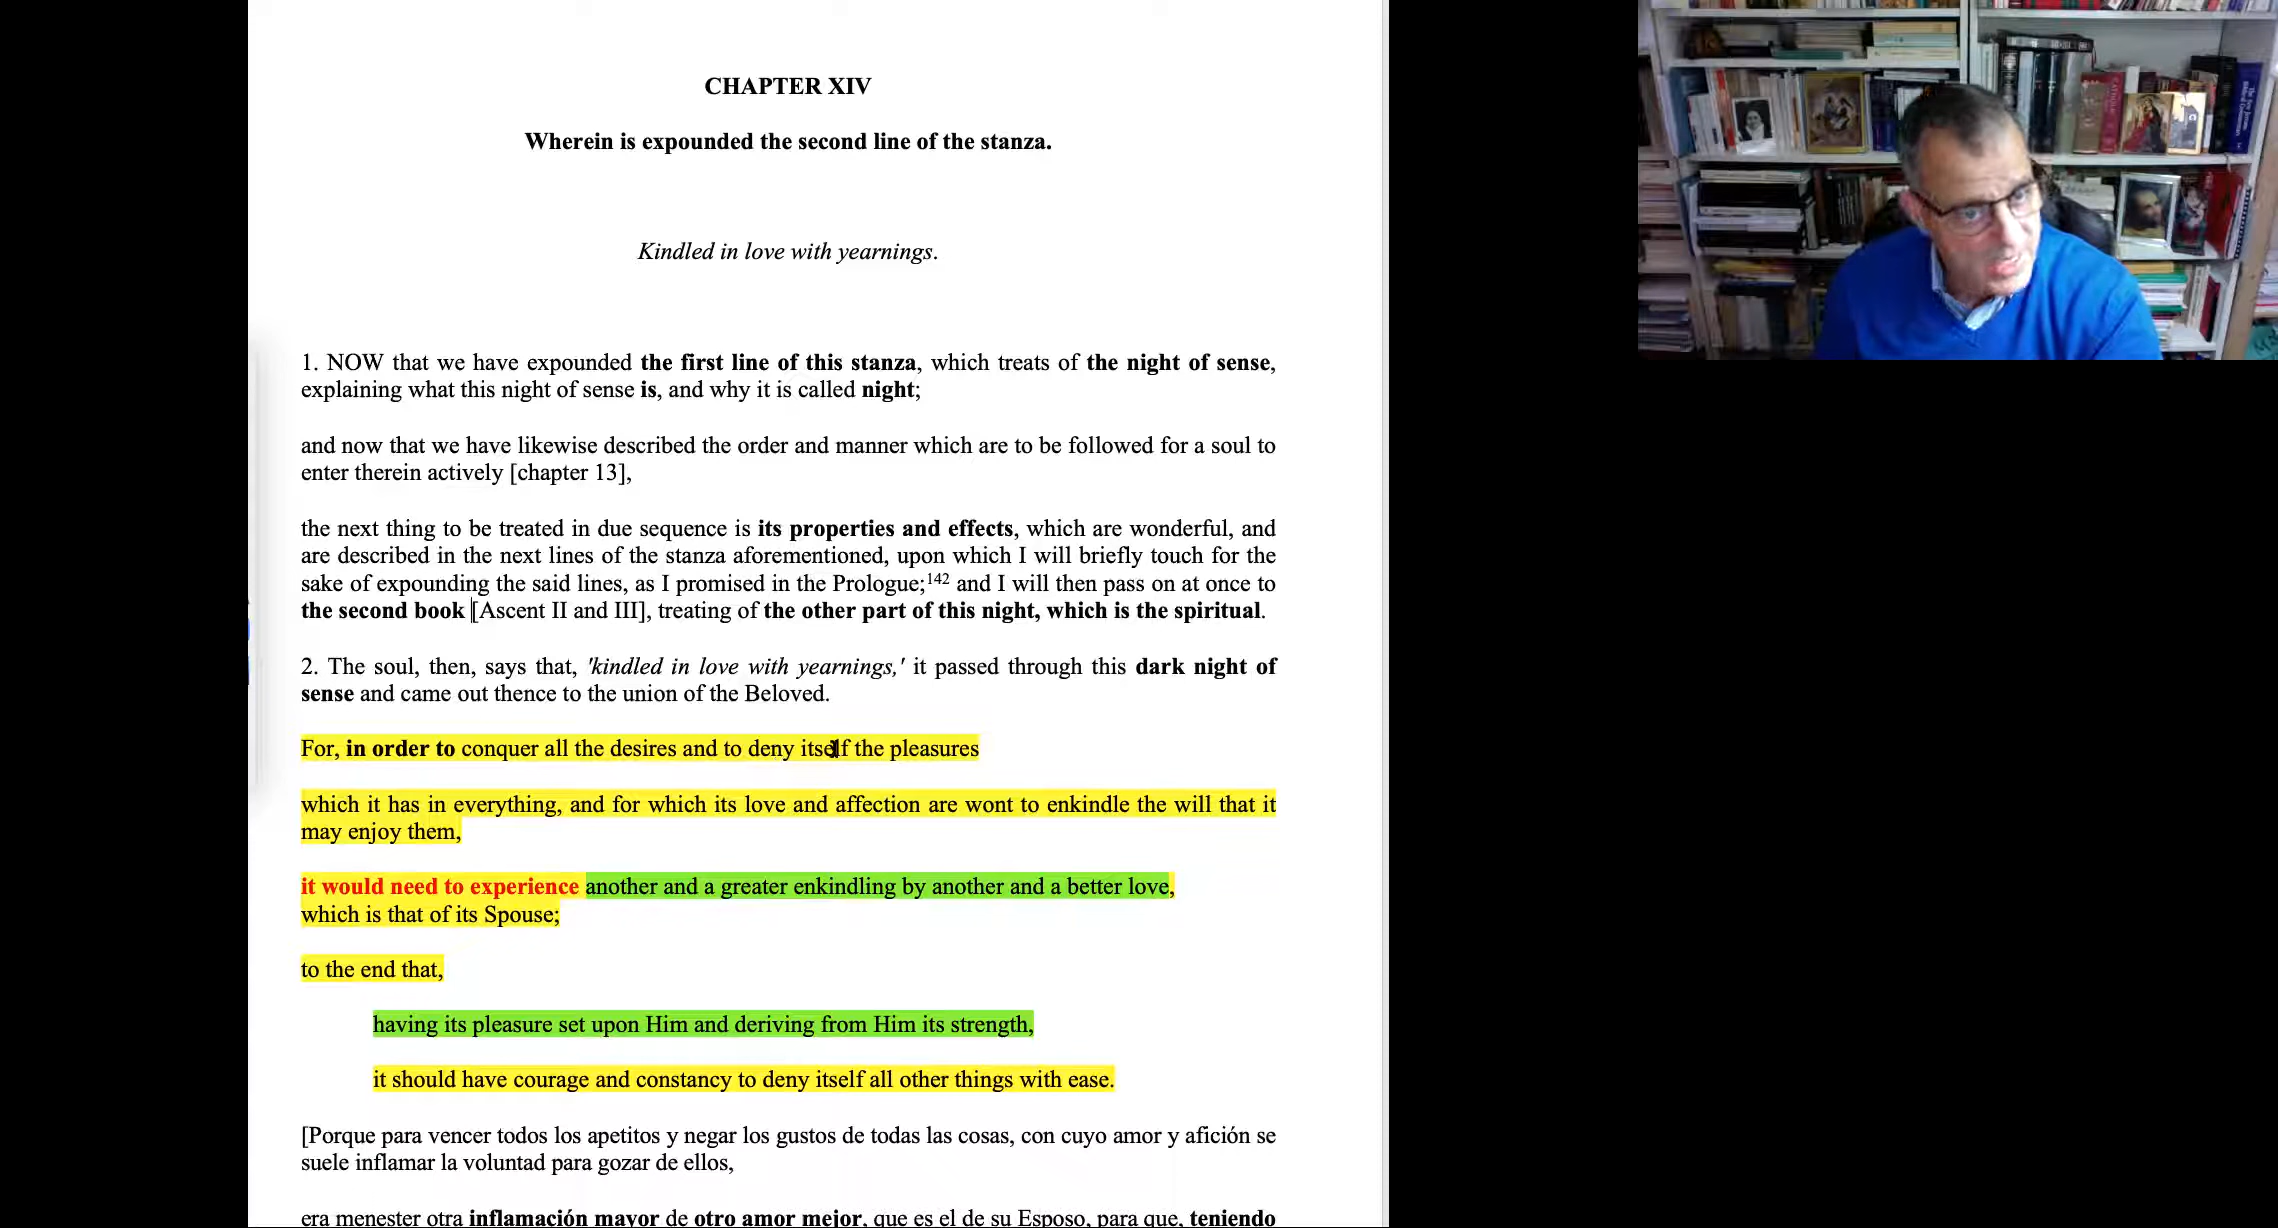 CHAPTER XIV
Wherein is expounded the second line of the stanza.
Kindled in love with yearnings.
1. NOW that we have expounded the first line of this stanza, which treats of the night of sense,
explaining what this night of sense is, and why it is called night;
and now that we have likewise described the order and manner which are to be followed for a soul to
enter therein actively [chapter 13],
the next thing to be treated in due sequence is its properties and effects, which are wonderful, and
are described in the next lines of the stanza aforementioned, upon which I will briefly touch for the
sake of expounding the said lines, as I promised in the Prologue;142 and I will then pass on at once to
the second book [Ascent II and III], treating of the other part of this night, which is the spiritual.
2. The soul, then, says that, 'kindled in love with yearnings,' it passed through this dark night of
sense and came out thence to the union of the Beloved.
For, in order to conquer all the desires and to deny itself the pleasures
which it has in everything, and for which its love and affection are wont to enkindle the will that it
may enjoy them,
it would need to experience another and a greater enkindling by another and a better love,
which is that of its Spouse;
to the end that,
having its pleasure set upon Him and deriving from Him its strength,
it should have courage and constancy to deny itself all other things with ease.
[Porque para vencer todos los apetitos y negar los gustos de todas las cosas, con cuyo amor y afición se
suele inflamar la voluntad para gozar de ellos,
era menester otra inflamación mayor de otro amor mejor, que es el de su Esposo, para que, teniendo